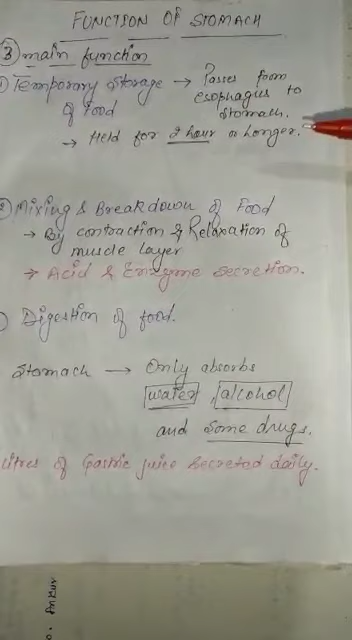 FUNCTION OF STOMACH
③ main function
① Temporary Storage → Passes from
of Food esophagus to
stomach.
→ Held for 2 hour or longer.
② Mixing & Breakdown of Food
→ By contraction & Relaxation of
muscle layer
→ Acid & Enzyme secretion.
Digestion of food.
Stomach → Only absorbs
water, alcohol
and some drugs.
litres of Gastric juice secreted daily.